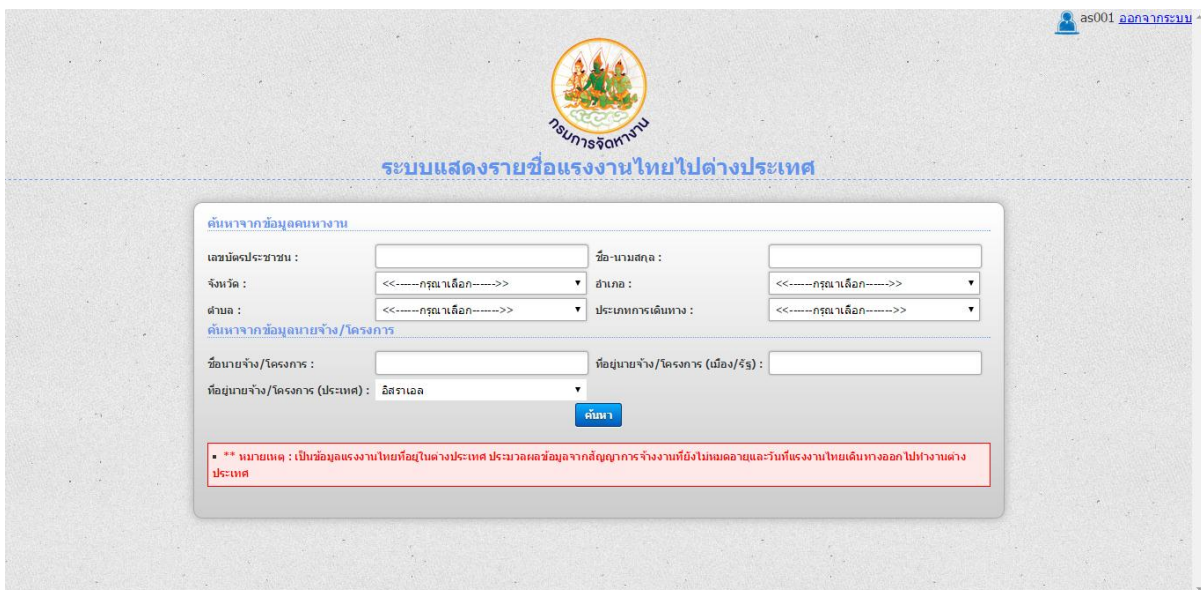 as001 ออกจากระบบ
กรมการจัดหางาน
ระบบแสดงรายชื่อแรงงานไทยไปต่างประเทศ
ค้นหาจากข้อมูลคนหางาน
เลขบัตรประชาชน : ชื่อ-นามสกุล :
จังหวัด : <<------กรุณาเลือก------>> อำเภอ : <<------กรุณาเลือก------>>
ตำบล : <<------กรุณาเลือก------->> ประเภทการเดินทาง : <<------กรุณาเลือก------->>
ค้นหาจากข้อมูลนายจ้าง/โครงการ
ชื่อนายจ้าง/โครงการ : ที่อยู่นายจ้าง/โครงการ (เมือง/รัฐ) :
ที่อยู่นายจ้าง/โครงการ (ประเทศ) : อิสราเอล
ค้นหา
** หมายเหตุ : เป็นข้อมูลแรงงานไทยที่อยู่ในต่างประเทศ ประมวลผลข้อมูลจากสัญญาการจ้างงานที่ยังไม่หมดอายุและวันที่แรงงานไทยเดินทางออกไปทำงานต่าง
ประเทศ